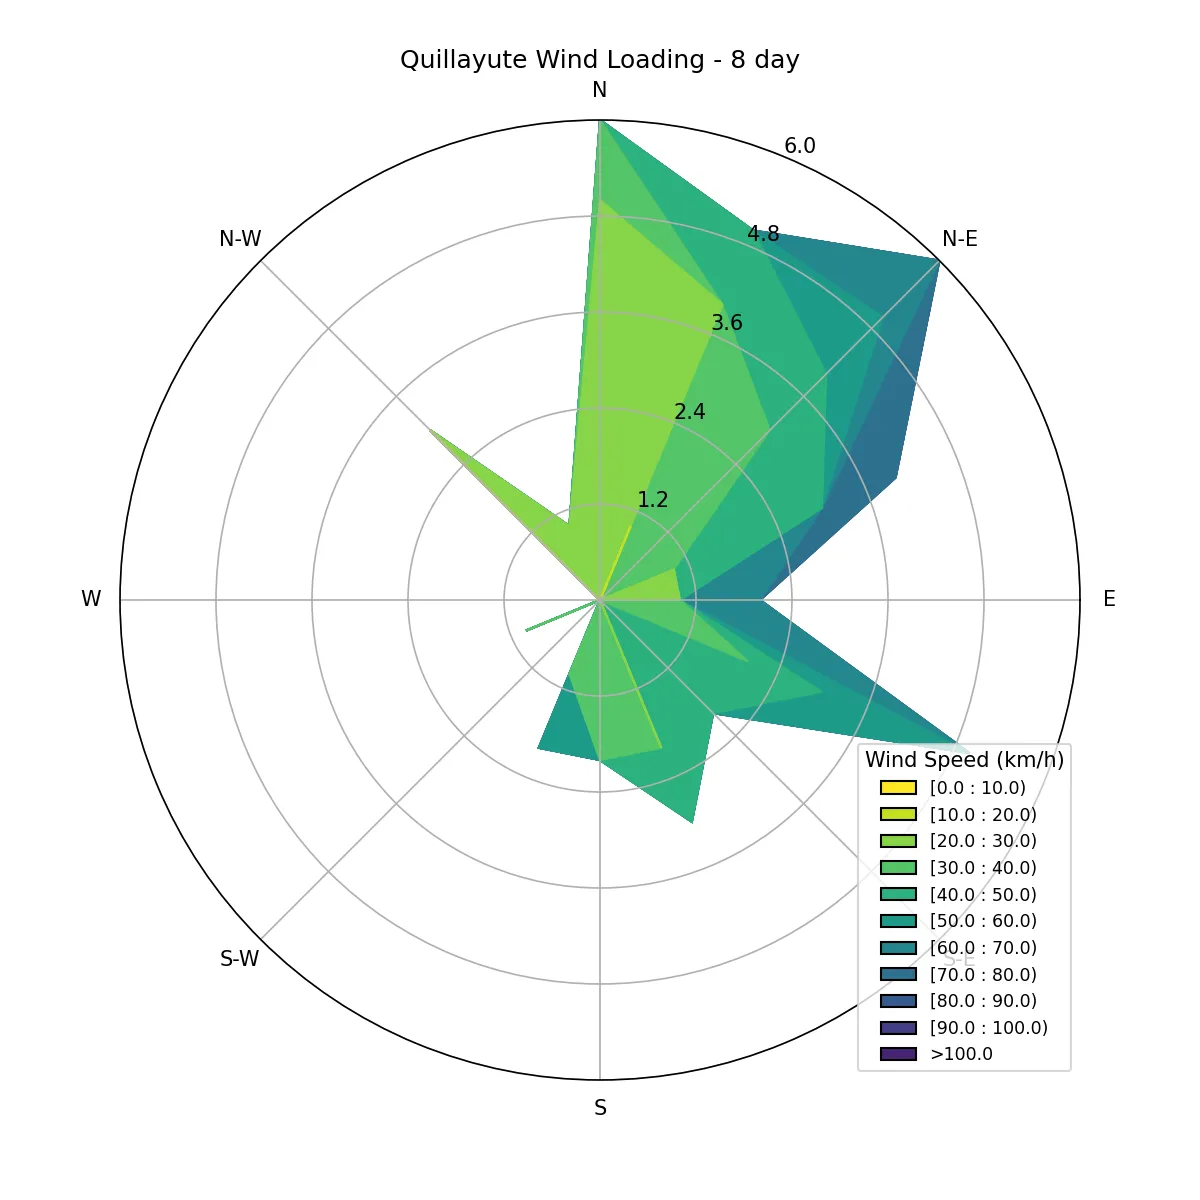 Quillayute Wind Loading - 8 day
N
6.0
4.8
N-W
N-E
3.6
2.4
1.2
W
E
Wind Speed (km/h)
[0.0 : 10.0)
[10.0 : 20.0)
[20.0 : 30.0)
[30.0 : 40.0)
[40.0 : 50.0)
[50.0 : 60.0)
[60.0 : 70.0)
[70.0 : 80.0)
[80.0 : 90.0)
[90.0 : 100.0)
>100.0
S-W
S-E
S